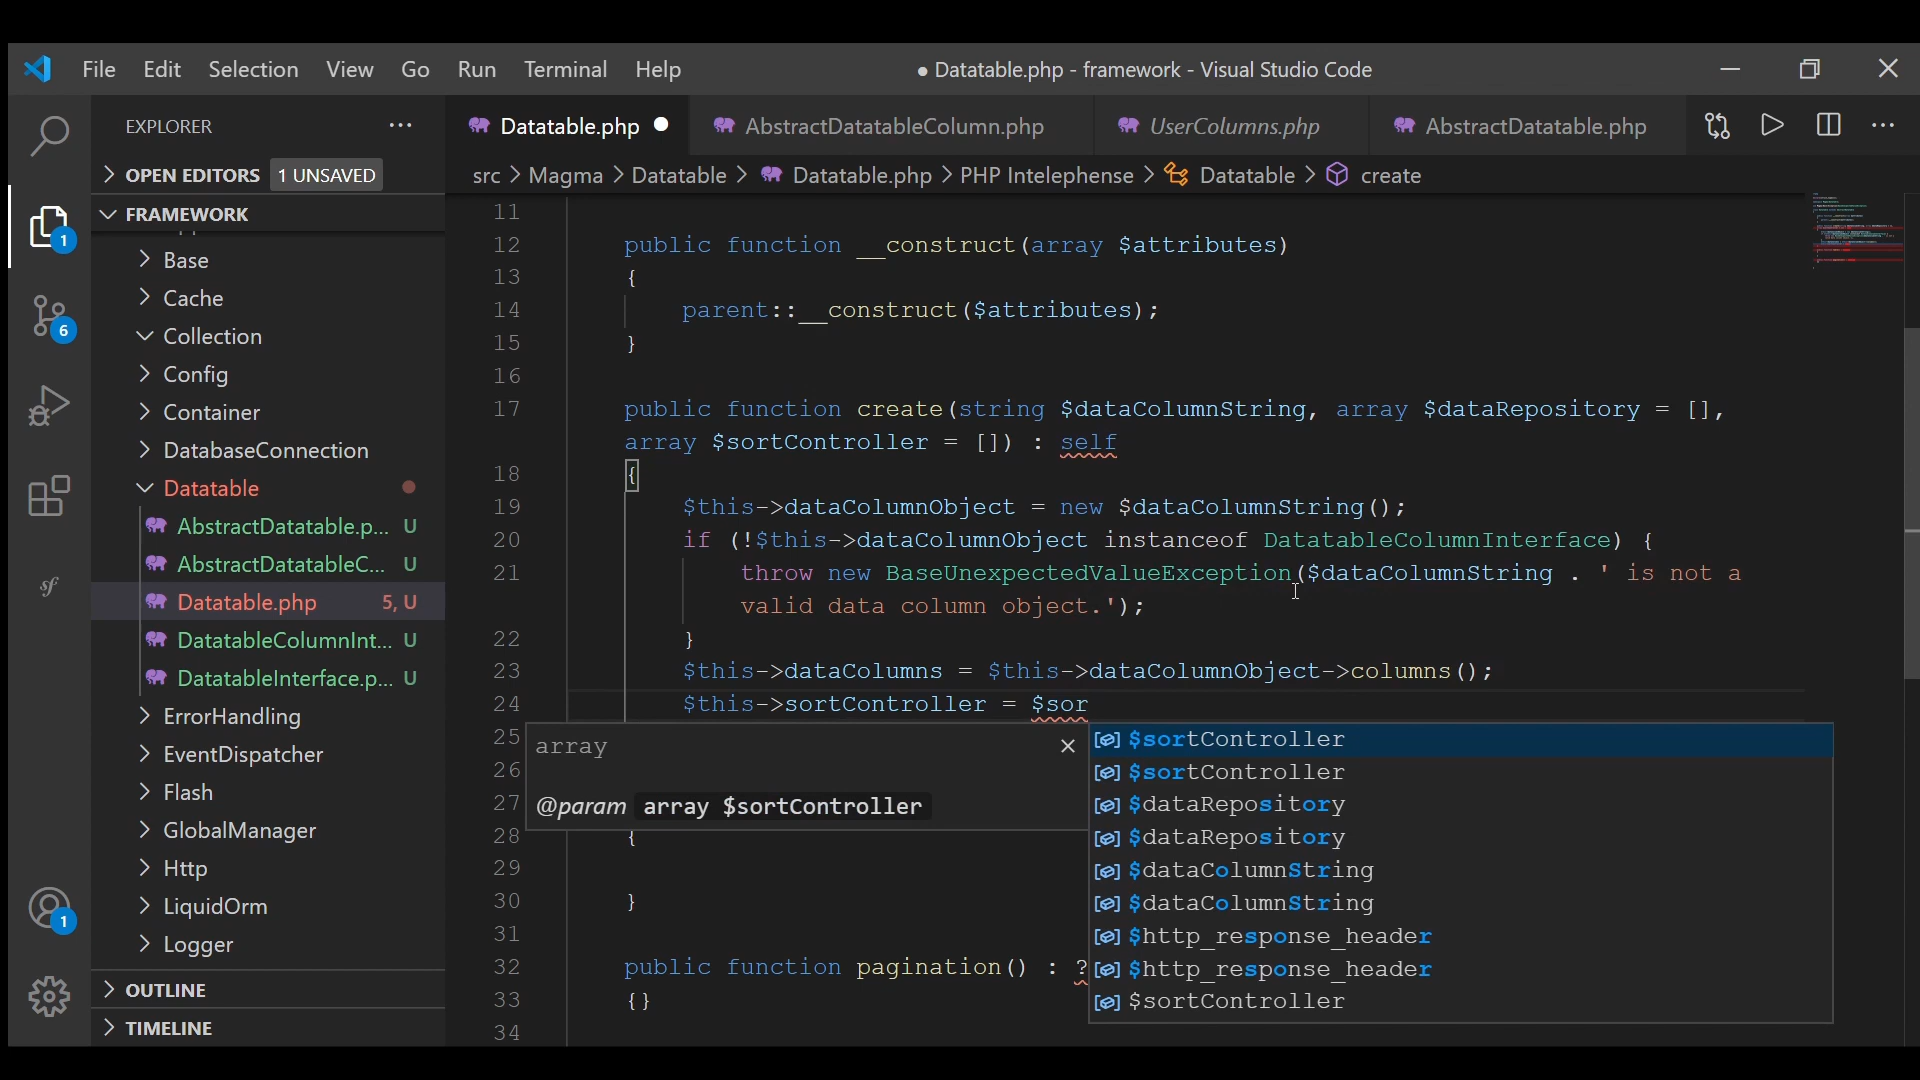 File Edit Selection View Go Run Terminal Help
● Datatable.php - framework - Visual Studio Code
EXPLORER ···
OPEN EDITORS 1 UNSAVED
FRAMEWORK
Base
Cache
Collection
Config
Container
DatabaseConnection
Datatable
AbstractDatatable.p... U
AbstractDatatableC... U
Datatable.php 5, U
DatatableColumnInt... U
DatatableInterface.p... U
ErrorHandling
EventDispatcher
Flash
GlobalManager
Http
LiquidOrm
Logger
OUTLINE
TIMELINE
1
6
1
Datatable.php ● AbstractDatatableColumn.php UserColumns.php AbstractDatatable.php
src > Magma > Datatable > Datatable.php > PHP Intelephense > Datatable > create
11
12 public function __construct(array $attributes)
13 {
14 parent::__construct($attributes);
15 }
16
17 public function create(string $dataColumnString, array $dataRepository = [],
array $sortController = []) : self
18 {
19 $this->dataColumnObject = new $dataColumnString();
20 if (!$this->dataColumnObject instanceof DatatableColumnInterface) {
21 throw new BaseUnexpectedValueException($dataColumnString . ' is not a
valid data column object.');
22 }
23 $this->dataColumns = $this->dataColumnObject->columns();
24 $this->sortController = $sor
25
26
27
28 {
29
30 }
31
32 public function pagination() : ?
33 {}
34
array
@param array $sortController
$sortController
$sortController
$dataRepository
$dataRepository
$dataColumnString
$dataColumnString
$http_response_header
$http_response_header
$sortController